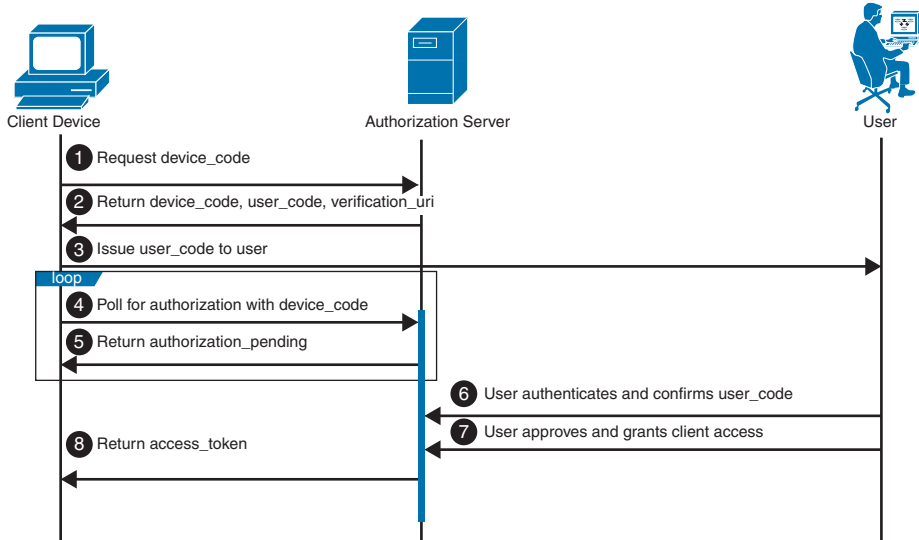 Client Device
Authorization Server
User
1 Request device_code
2 Return device_code, user_code, verification_uri
3 Issue user_code to user
loop
4 Poll for authorization with device_code
5 Return authorization_pending
6 User authenticates and confirms user_code
7 User approves and grants client access
8 Return access_token